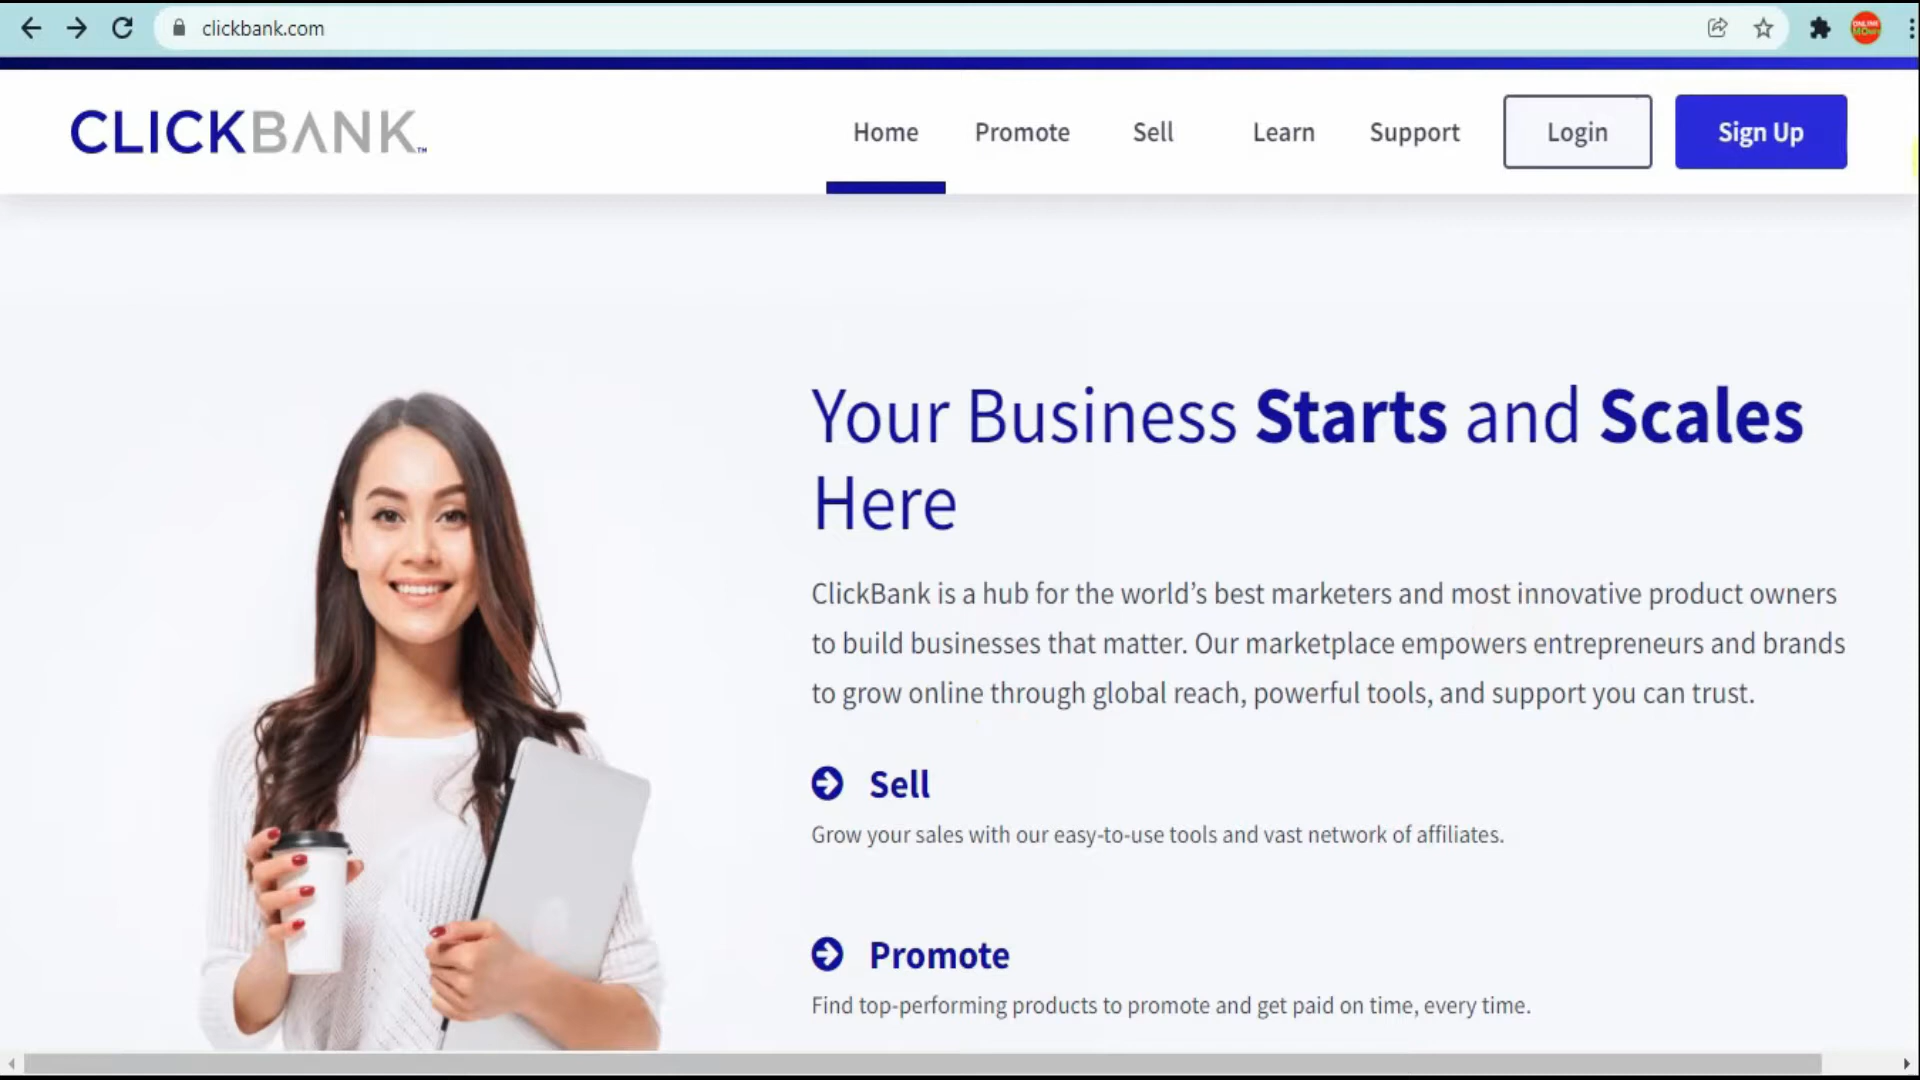 clickbank.com
ONLINE
CLICKBANK™
Home Promote Sell Learn Support Login Sign Up
Your Business Starts and Scales
Here
ClickBank is a hub for the world’s best marketers and most innovative product owners
to build businesses that matter. Our marketplace empowers entrepreneurs and brands
to grow online through global reach, powerful tools, and support you can trust.
Sell
Grow your sales with our easy-to-use tools and vast network of affiliates.
Promote
Find top-performing products to promote and get paid on time, every time.